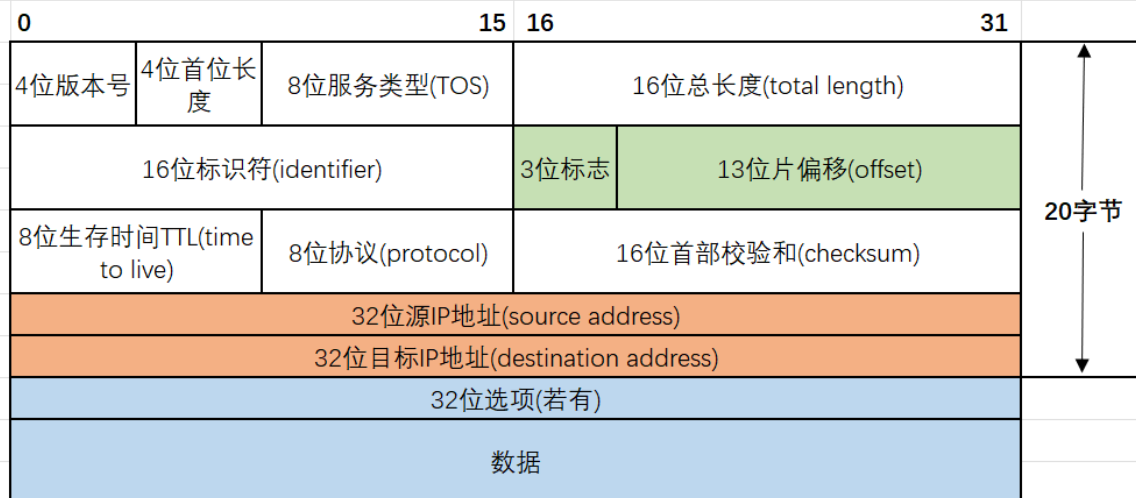 0
15
16
31
4位版本号
4位首位长
度
8位服务类型(TOS)
16位总长度(total length)
16位标识符(identifier)
3位标志
13位片偏移(offset)
20字节
8位生存时间TTL(time
to live)
8位协议(protocol)
16位首部校验和(checksum)
32位源IP地址(source address)
32位目标IP地址(destination address)
32位选项(若有)
数据